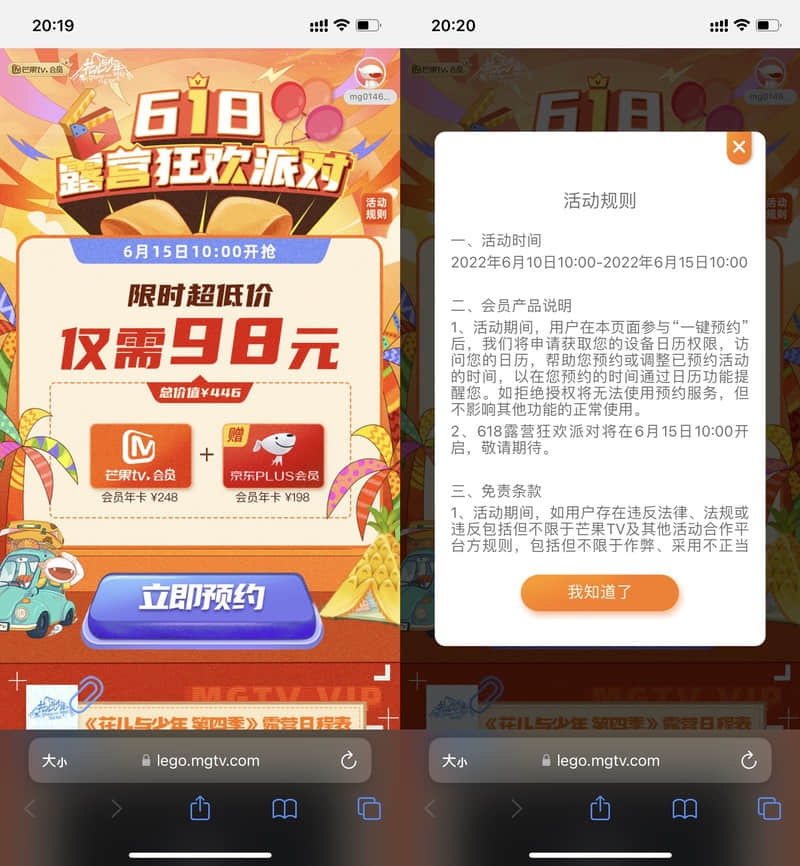 20:19
芒果tv·会员
mg0146...
618
露营狂欢派对
活动
规则
6月15日10:00开抢
限时超低价
仅需98元
总价值¥446
芒果tv·会员
+
赠
京东PLUS会员
会员年卡 ¥248
会员年卡 ¥198
立即预约
MGTV VIP
《花儿与少年 第四季》露营日程表
大小
lego.mgtv.com
20:20
芒果tv·会员
mg0146...
618
活动
规则
活动规则
一、活动时间
2022年6月10日10:00-2022年6月15日10:00
二、会员产品说明
1、活动期间，用户在本页面参与“一键预约”
后，我们将申请获取您的设备日历权限，访
问您的日历，帮助您预约或调整已预约活动
的时间，以在您预约的时间通过日历功能提
醒您。如拒绝授权将无法使用预约服务，但
不影响其他功能的正常使用。
2、618露营狂欢派对将在6月15日10:00开
启，敬请期待。
三、免责条款
1、活动期间，如用户存在违反法律、法规或
违反包括但不限于芒果TV及其他活动合作平
台方规则，包括但不限于作弊、采用不正当
我知道了
MGTV VIP
《花儿与少年 第四季》露营日程表
大小
lego.mgtv.com